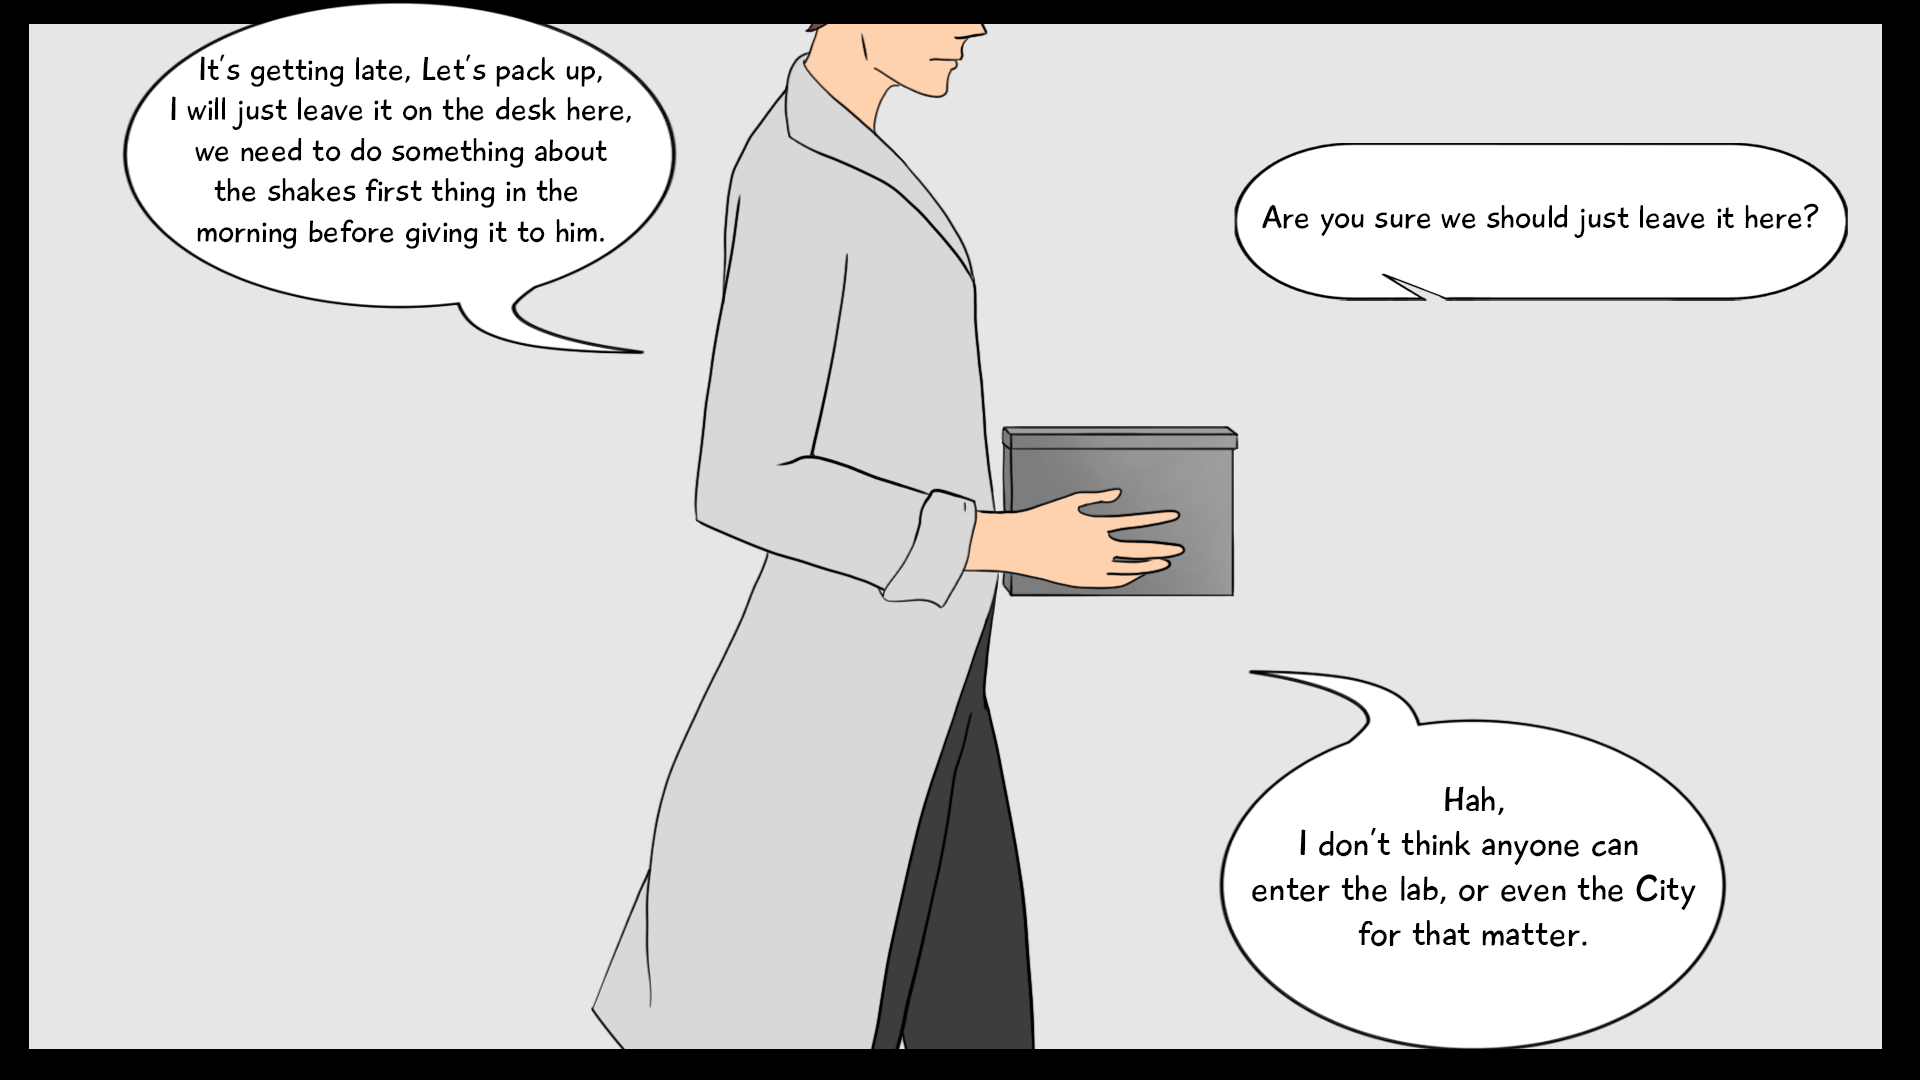 It's getting late, Let's pack up,
I will just leave it on the desk here,
we need to do something about
the shakes first thing in the
morning before giving it to him.
Are you sure we should just leave it here?
Hah,
I don't think anyone can
enter the lab, or even the City
for that matter.